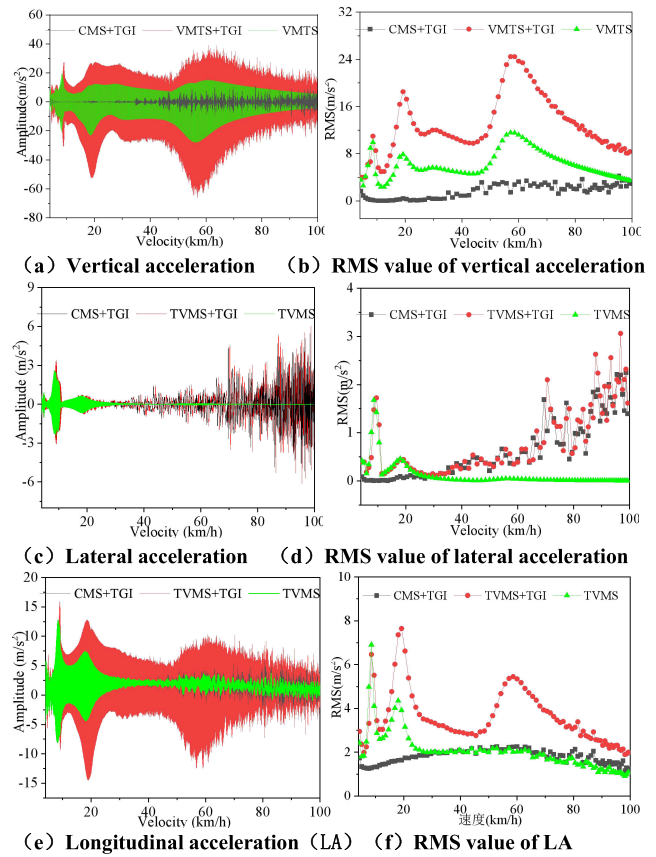 CMS+TGI VMTS+TGI VMTS
Amplitude(m/s²)
60
40
20
0
-20
-40
-60
-80
20 40 60 80 100
Velocity(km/h)
(a) Vertical acceleration
CMS+TGI VMTS+TGI VMTS
RMS(m/s²)
32
24
16
8
0
20 40 60 80 100
Velocity (km/h)
(b) RMS value of vertical acceleration
CMS+TGI TVMS+TGI TVMS
Amplitude (m/s²)
9
6
3
0
-3
-6
20 40 60 80 100
Velocity (km/h)
(c) Lateral acceleration
CMS+TGI TVMS+TGI TVMS
RMS(m/s²)
4
3
2
1
0
20 40 60 80 100
Velocity (km/h)
(d) RMS value of lateral acceleration
CMS+TGI TVMS+TGI TVMS
Amplitude (m/s²)
20
15
10
5
0
-5
-10
-15
20 40 60 80 100
Velocity (km/h)
(e) Longitudinal acceleration (LA)
CMS+TGI TVMS+TGI TVMS
RMS(m/s²)
10
8
6
4
2
0
20 40 60 80 100
速度(km/h)
(f) RMS value of LA